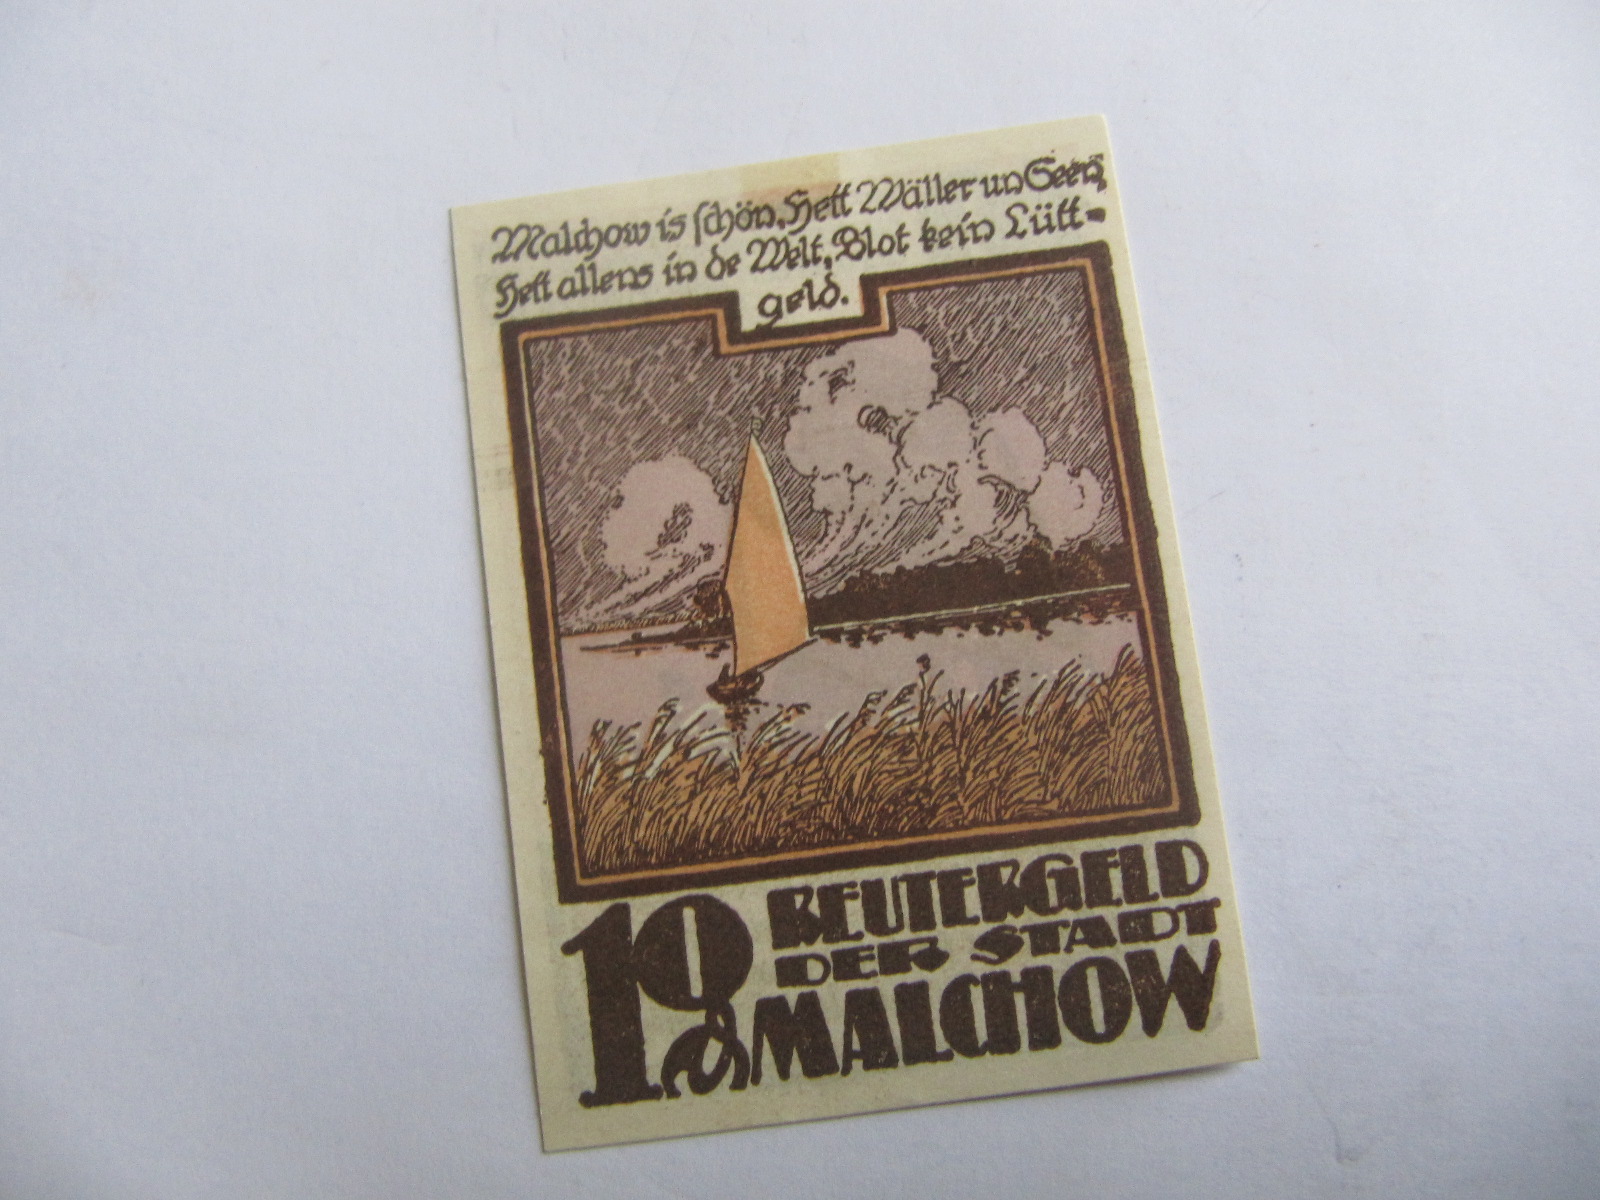 Malchow is schön, Hett Wäller un Seen,
Hett allens in de Welt, Blot kein Lütt-
geld.
10 ₰
REUTERGELD
DER STADT
MALCHOW